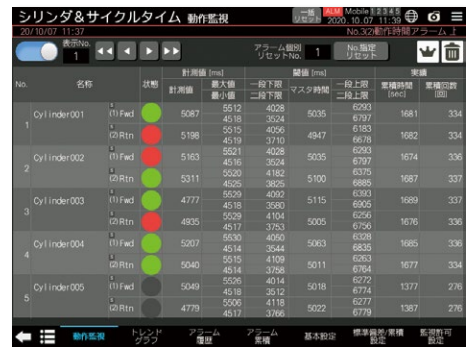 シリンダ&サイクルタイム 動作監視
一括 リセット ALM Mobile 1 2 3 4 5
2020.10.07 11:39
20/10/07 11:37 No.3(2)動作時間アラーム上
表示No. 1
アラーム個別 リセットNo. 1 No.指定 リセット
計測値 [ms] 閾値 [ms] 実績
No. 名称 状態 計測値 最大値 最小値 一段下限 二段下限 マスタ時間 一段上限 二段上限 累積時間 [sec] 累積回数 [回]
1 Cylinder001 (1) Fwd 5087 5512 4518 4028 3524 5035 6293 6797 1681 334
(2) Rtn 5198 5515 4519 4056 3710 4947 6183 6678 1682 334
2 Cylinder002 (1) Fwd 5163 5521 4516 4028 3524 5035 6293 6797 1674 336
(2) Rtn 5311 5520 4525 4182 3825 5100 6375 6885 1687 337
3 Cylinder003 (1) Fwd 4777 5529 4518 4092 3580 5115 6393 6905 1689 337
(2) Rtn 4935 5529 4517 4104 3753 5005 6256 6756 1676 336
4 Cylinder004 (1) Fwd 5207 5530 4514 4050 3544 5063 6328 6835 1685 336
(2) Rtn 5040 5515 4514 4109 3758 5011 6263 6764 1677 334
5 Cylinder005 (1) Fwd 5049 5526 4518 4014 3512 5018 6272 6774 1377 276
(2) Rtn 4779 5506 4517 4118 3766 5022 6277 6779 1387 276
動作監視 トレンド グラフ アラーム 履歴 アラーム 累積 基本設定 標準偏差/累積 設定 監視許可 設定